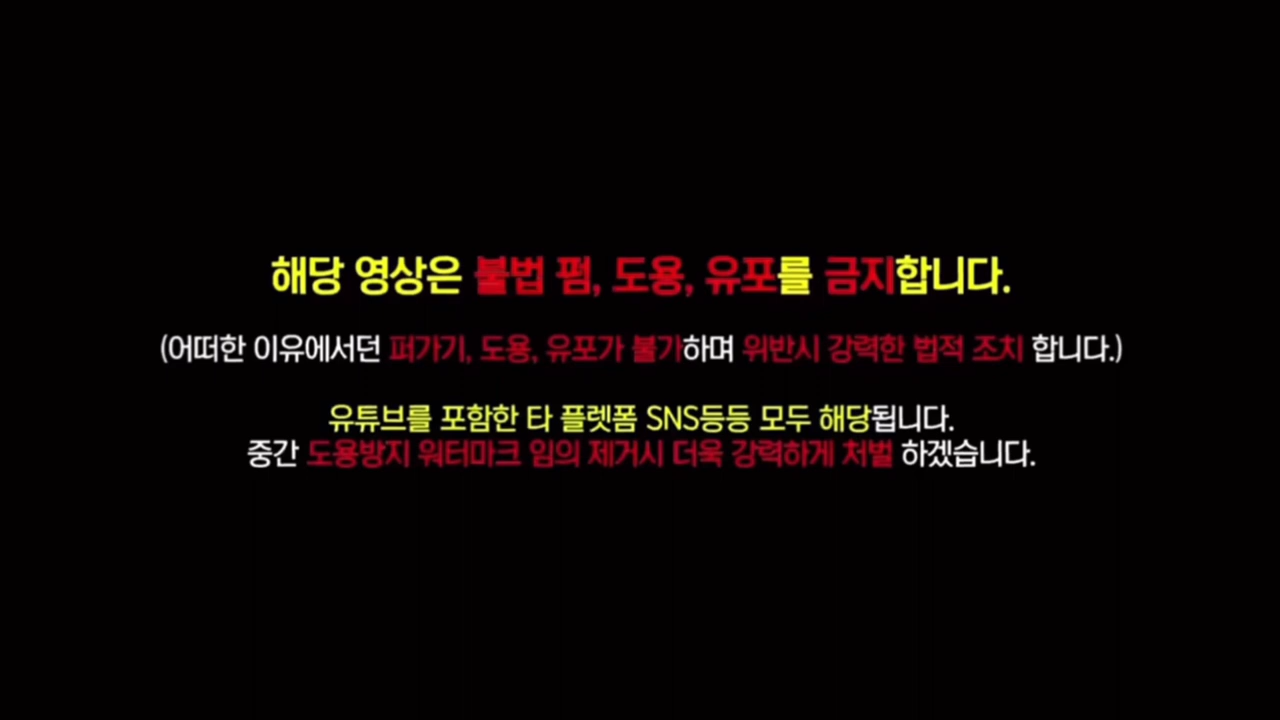 해당 영상은 불법 펌, 도용, 유포를 금지합니다.
(어떠한 이유에서던 퍼가기, 도용, 유포가 불가하며 위반시 강력한 법적 조치 합니다.)
유튜브를 포함한 타 플렛폼 SNS등등 모두 해당됩니다.
중간 도용방지 워터마크 임의 제거시 더욱 강력하게 처벌 하겠습니다.